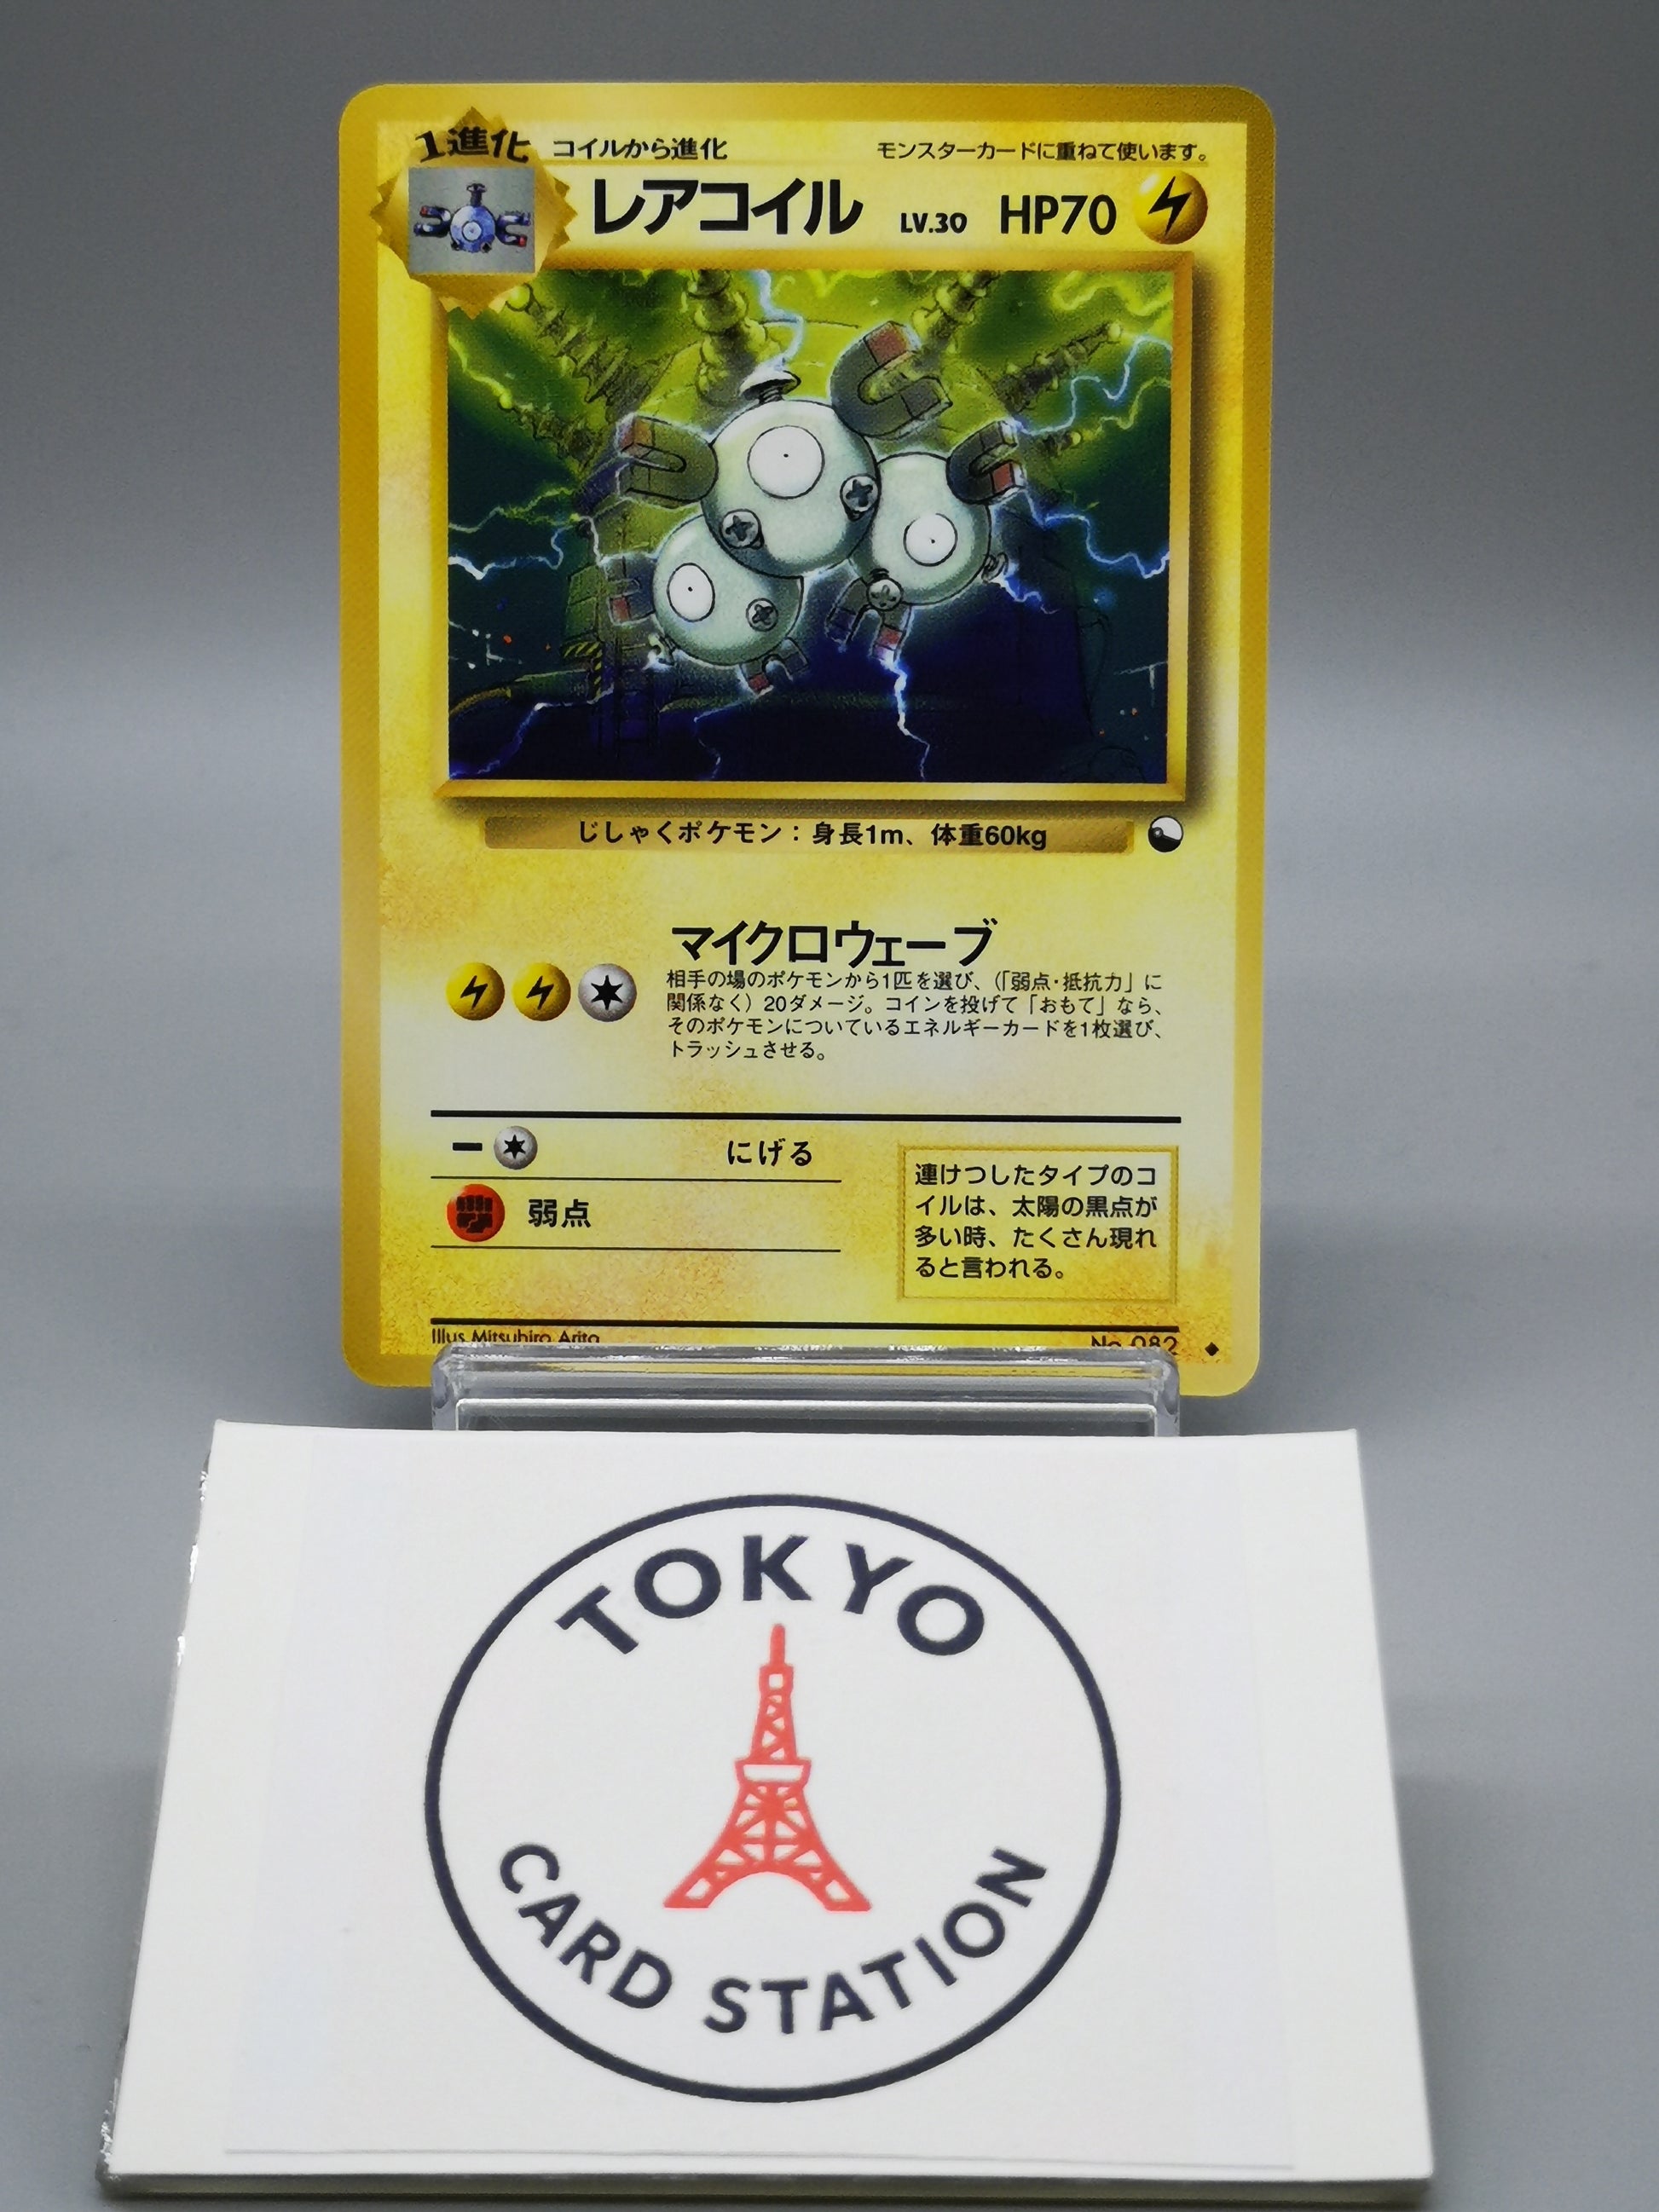 1進化
コイルから進化
モンスターカードに重ねて使います。
レアコイル LV.30 HP70
じしゃくポケモン：身長1m、体重60kg
マイクロウェーブ
相手の場のポケモンから1匹を選び、（「弱点・抵抗力」に
関係なく）20ダメージ。コインを投げて「おもて」なら、
そのポケモンについているエネルギーカードを1枚選び、
トラッシュさせる。
ー にげる
弱点
連けつしたタイプのコ
イルは、太陽の黒点が
多い時、たくさん現れ
ると言われる。
Illus Mitsuhiro Arita
No 082
TOKYO
CARD STATION